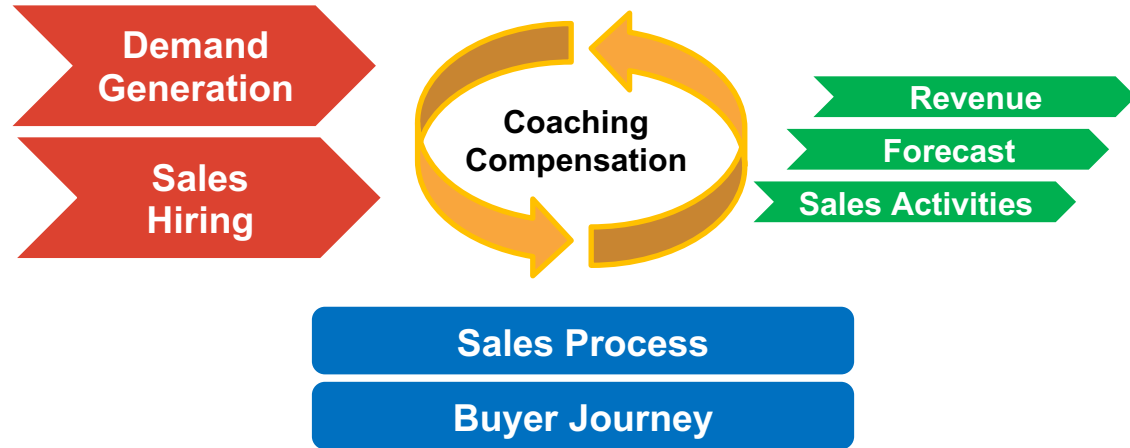 Demand
Generation
Sales
Hiring
Coaching
Compensation
Revenue
Forecast
Sales Activities
Sales Process
Buyer Journey